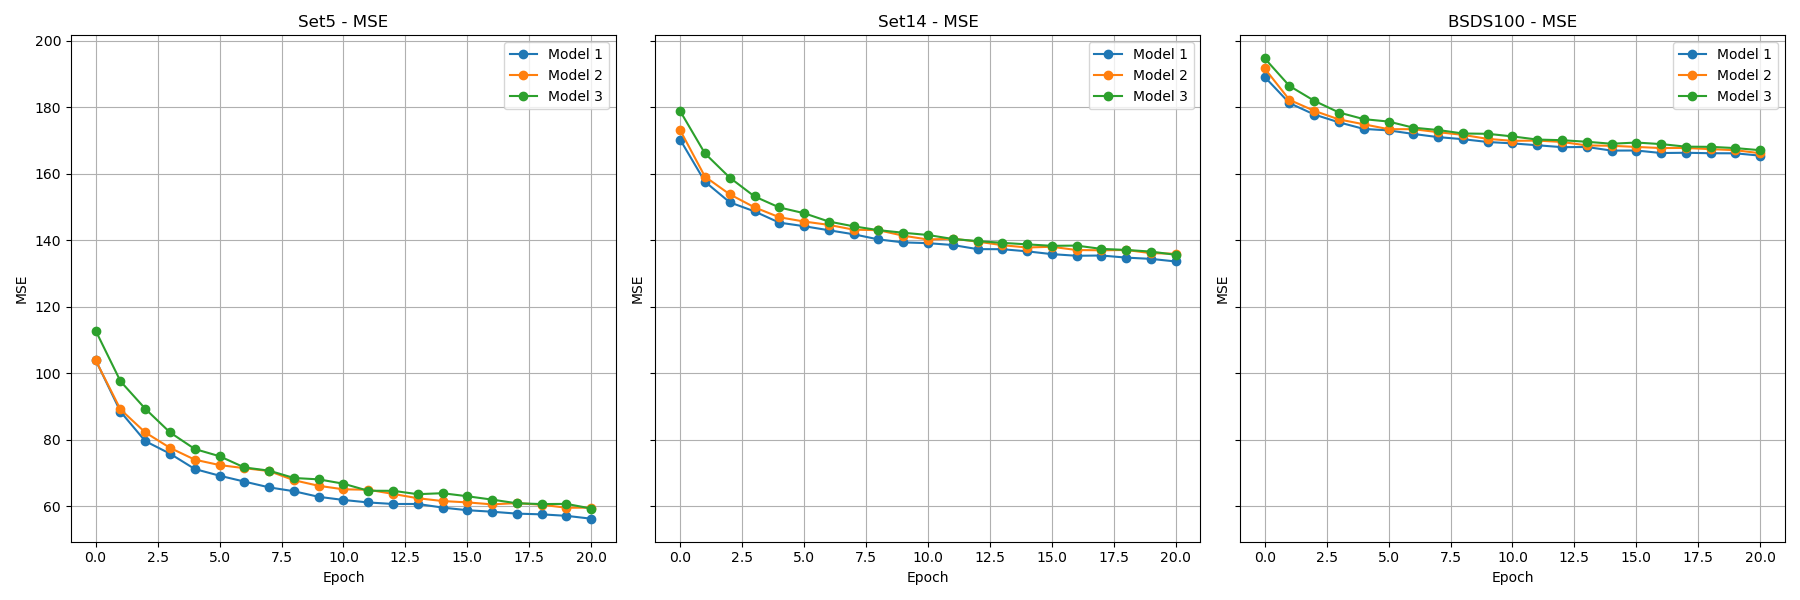 Set5 - MSE
Model 1
Model 2
Model 3
200
180
160
140
120
100
80
60
MSE
0.0 2.5 5.0 7.5 10.0 12.5 15.0 17.5 20.0
Epoch
Set14 - MSE
Model 1
Model 2
Model 3
MSE
0.0 2.5 5.0 7.5 10.0 12.5 15.0 17.5 20.0
Epoch
BSDS100 - MSE
Model 1
Model 2
Model 3
MSE
0.0 2.5 5.0 7.5 10.0 12.5 15.0 17.5 20.0
Epoch